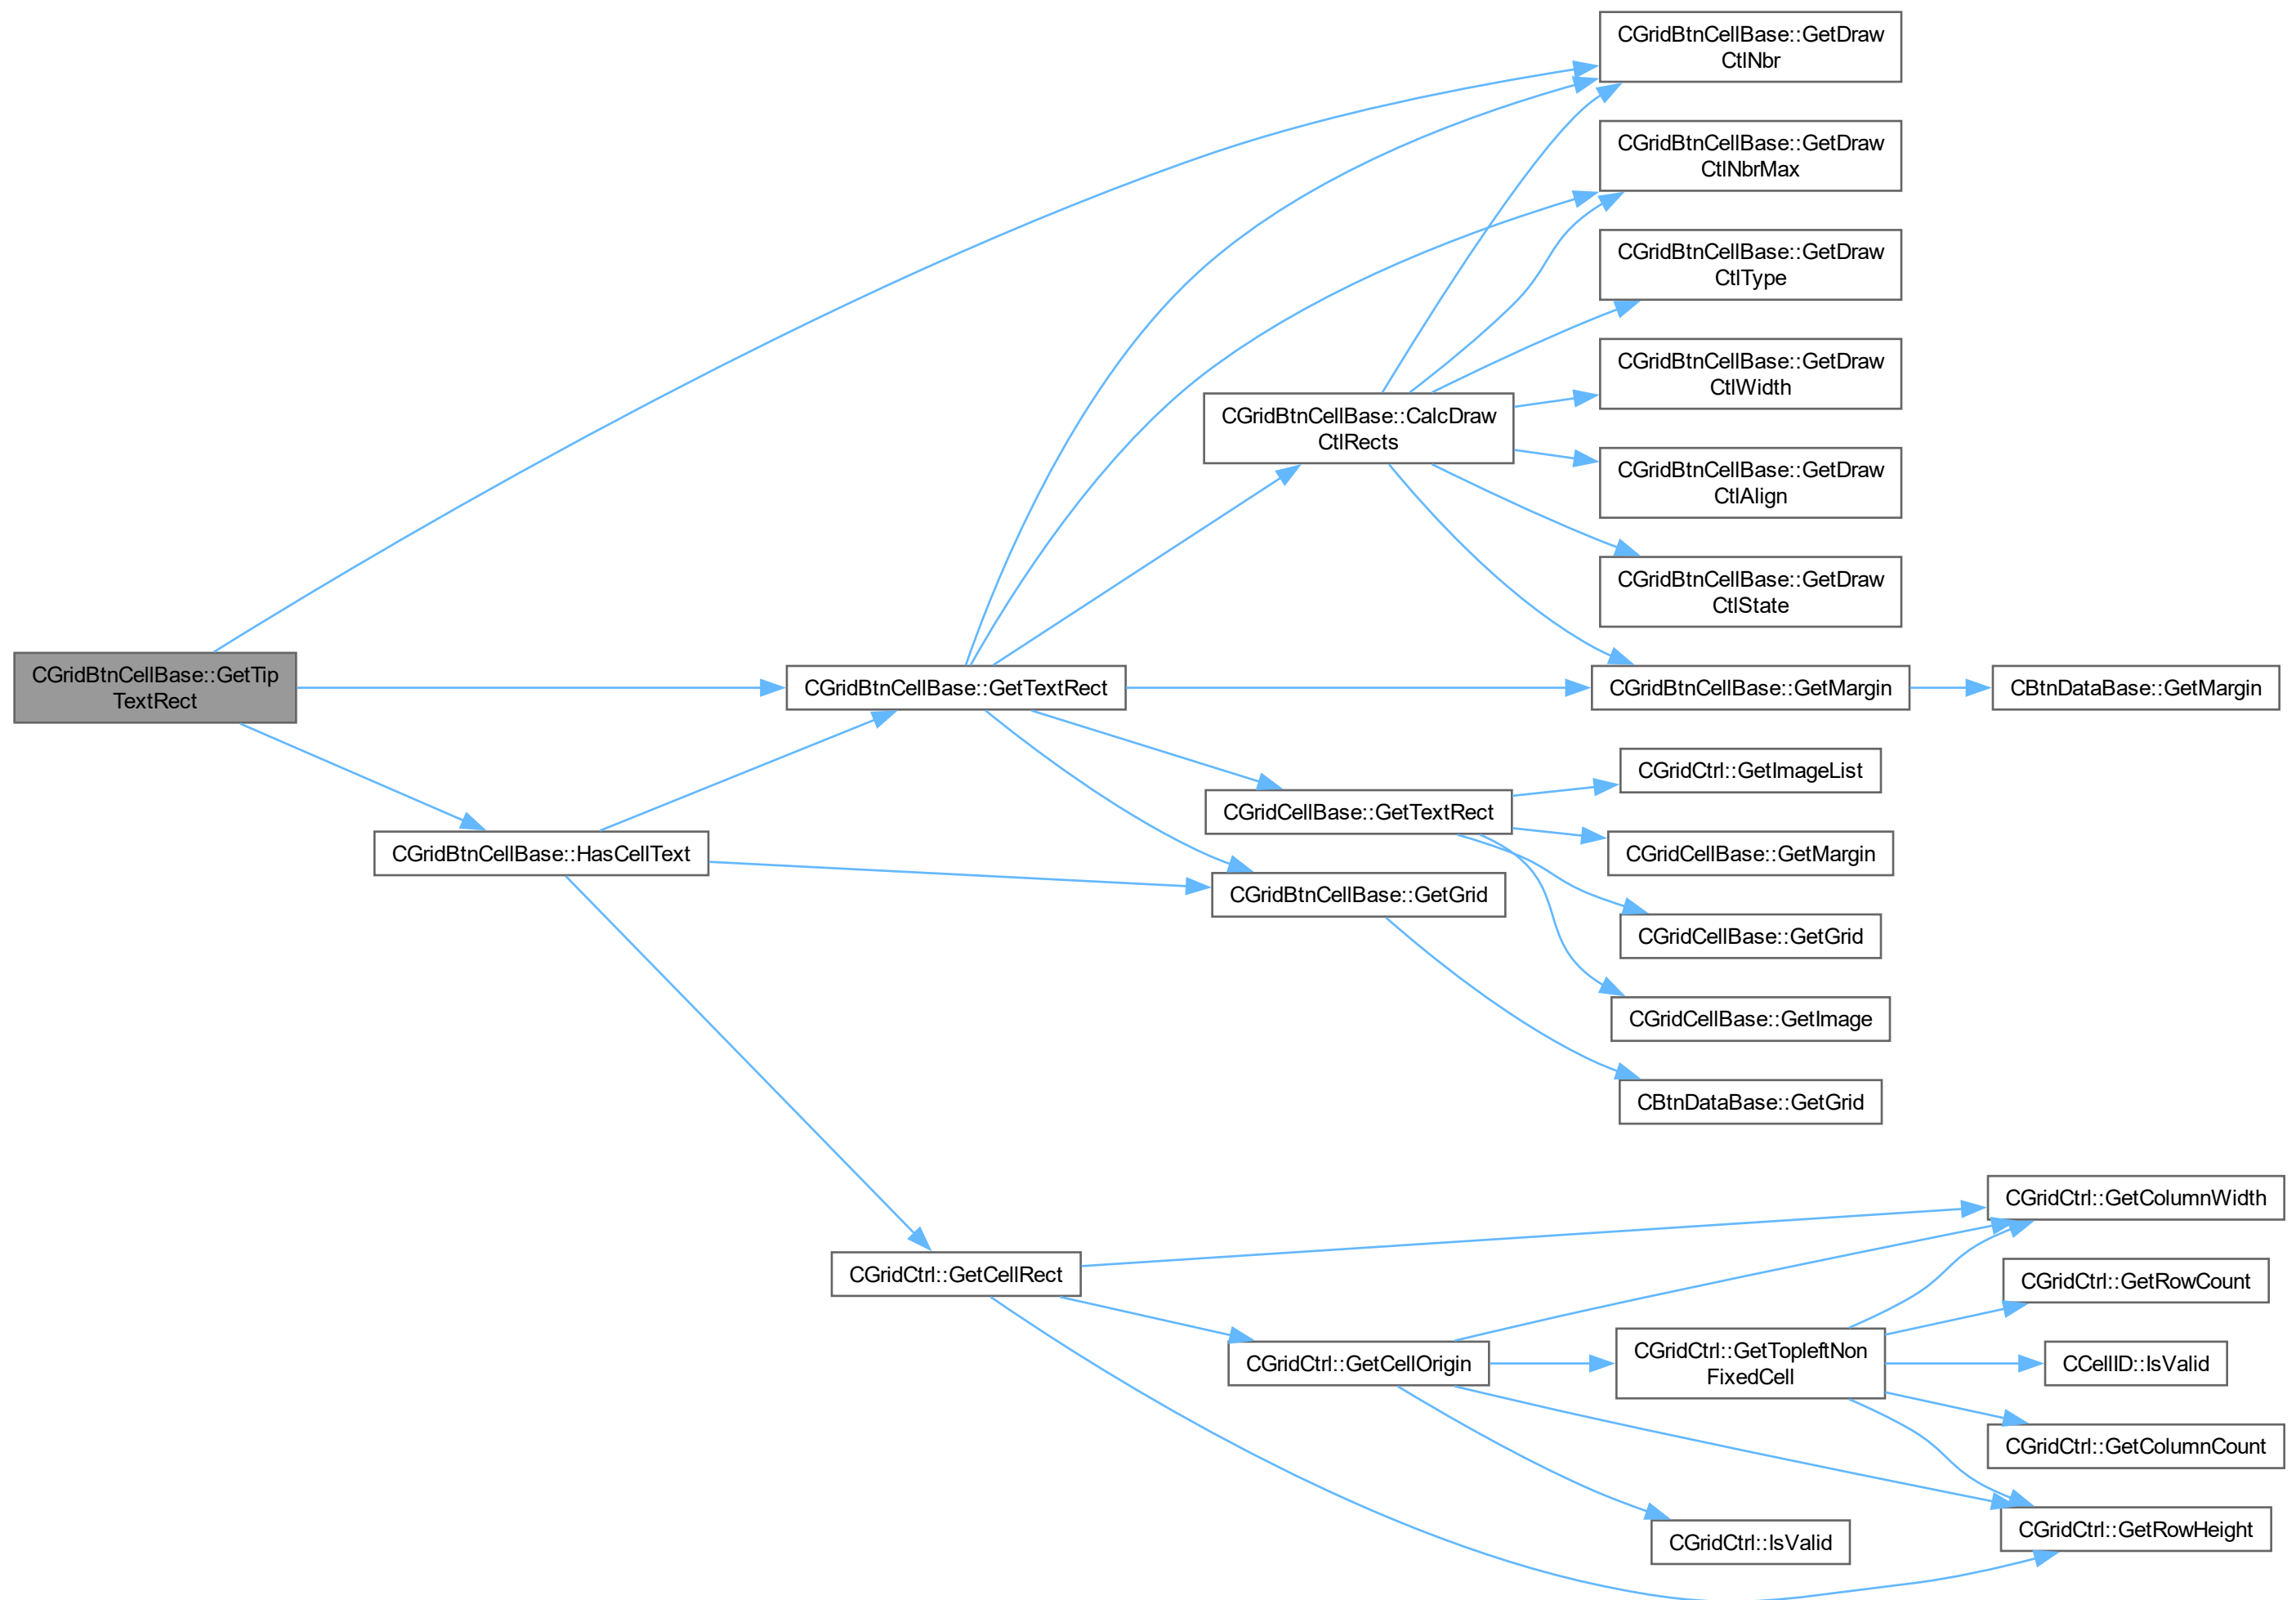 CGridBtnCellBase::GetTip
TextRect
CGridBtnCellBase::HasCellText
CGridBtnCellBase::GetTextRect
CGridCtrl::GetCellRect
CGridBtnCellBase::CalcDraw
CtlRects
CGridCellBase::GetTextRect
CGridBtnCellBase::GetGrid
CGridCtrl::GetCellOrigin
CGridBtnCellBase::GetDraw
CtlNbr
CGridBtnCellBase::GetDraw
CtlNbrMax
CGridBtnCellBase::GetDraw
CtlType
CGridBtnCellBase::GetDraw
CtlWidth
CGridBtnCellBase::GetDraw
CtlAlign
CGridBtnCellBase::GetDraw
CtlState
CGridBtnCellBase::GetMargin
CGridCtrl::GetImageList
CGridCellBase::GetMargin
CGridCellBase::GetGrid
CGridCellBase::GetImage
CBtnDataBase::GetGrid
CGridCtrl::GetTopleftNon
FixedCell
CGridCtrl::IsValid
CBtnDataBase::GetMargin
CGridCtrl::GetColumnWidth
CGridCtrl::GetRowCount
CCellID::IsValid
CGridCtrl::GetColumnCount
CGridCtrl::GetRowHeight